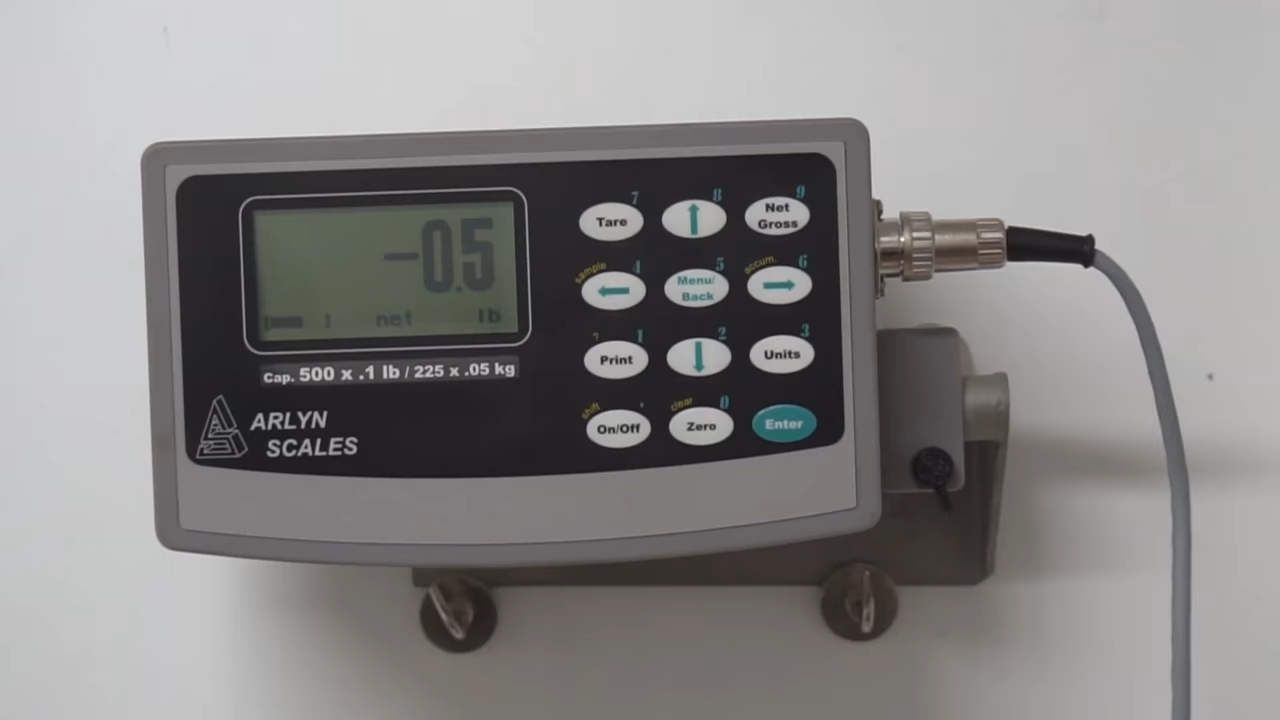 -0.5
net lb
Cap. 500 x .1 lb / 225 x .05 kg
ARLYN
SCALES
7 8 9
Tare Net
Gross
sample 4 5 accum. 6
Menu/
Back
? 1 2 3
Print Units
shift . clear 0
On/Off Zero Enter